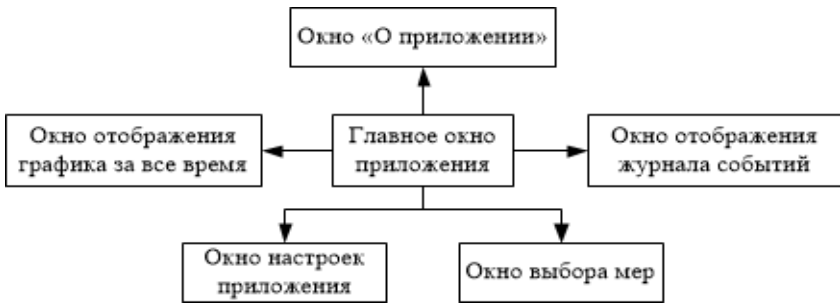 Окно «О приложении»
Окно отображения
графика за все время
Главное окно
приложения
Окно отображения
журнала событий
Окно настроек
приложения
Окно выбора мер